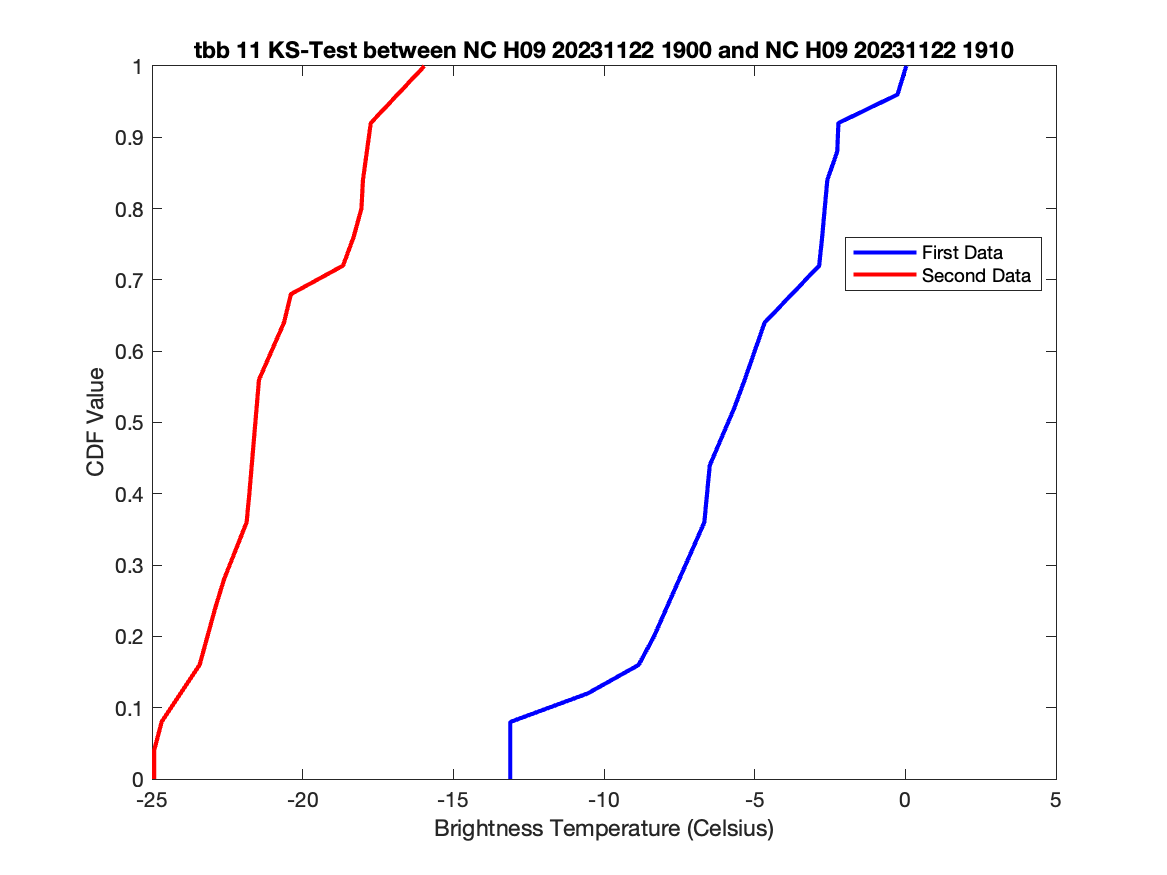 tbb 11 KS-Test between NC H09 20231122 1900 and NC H09 20231122 1910
1
0.9
0.8
0.7
0.6
0.5
0.4
0.3
0.2
0.1
0
CDF Value
First Data
Second Data
-25 -20 -15 -10 -5 0 5
Brightness Temperature (Celsius)